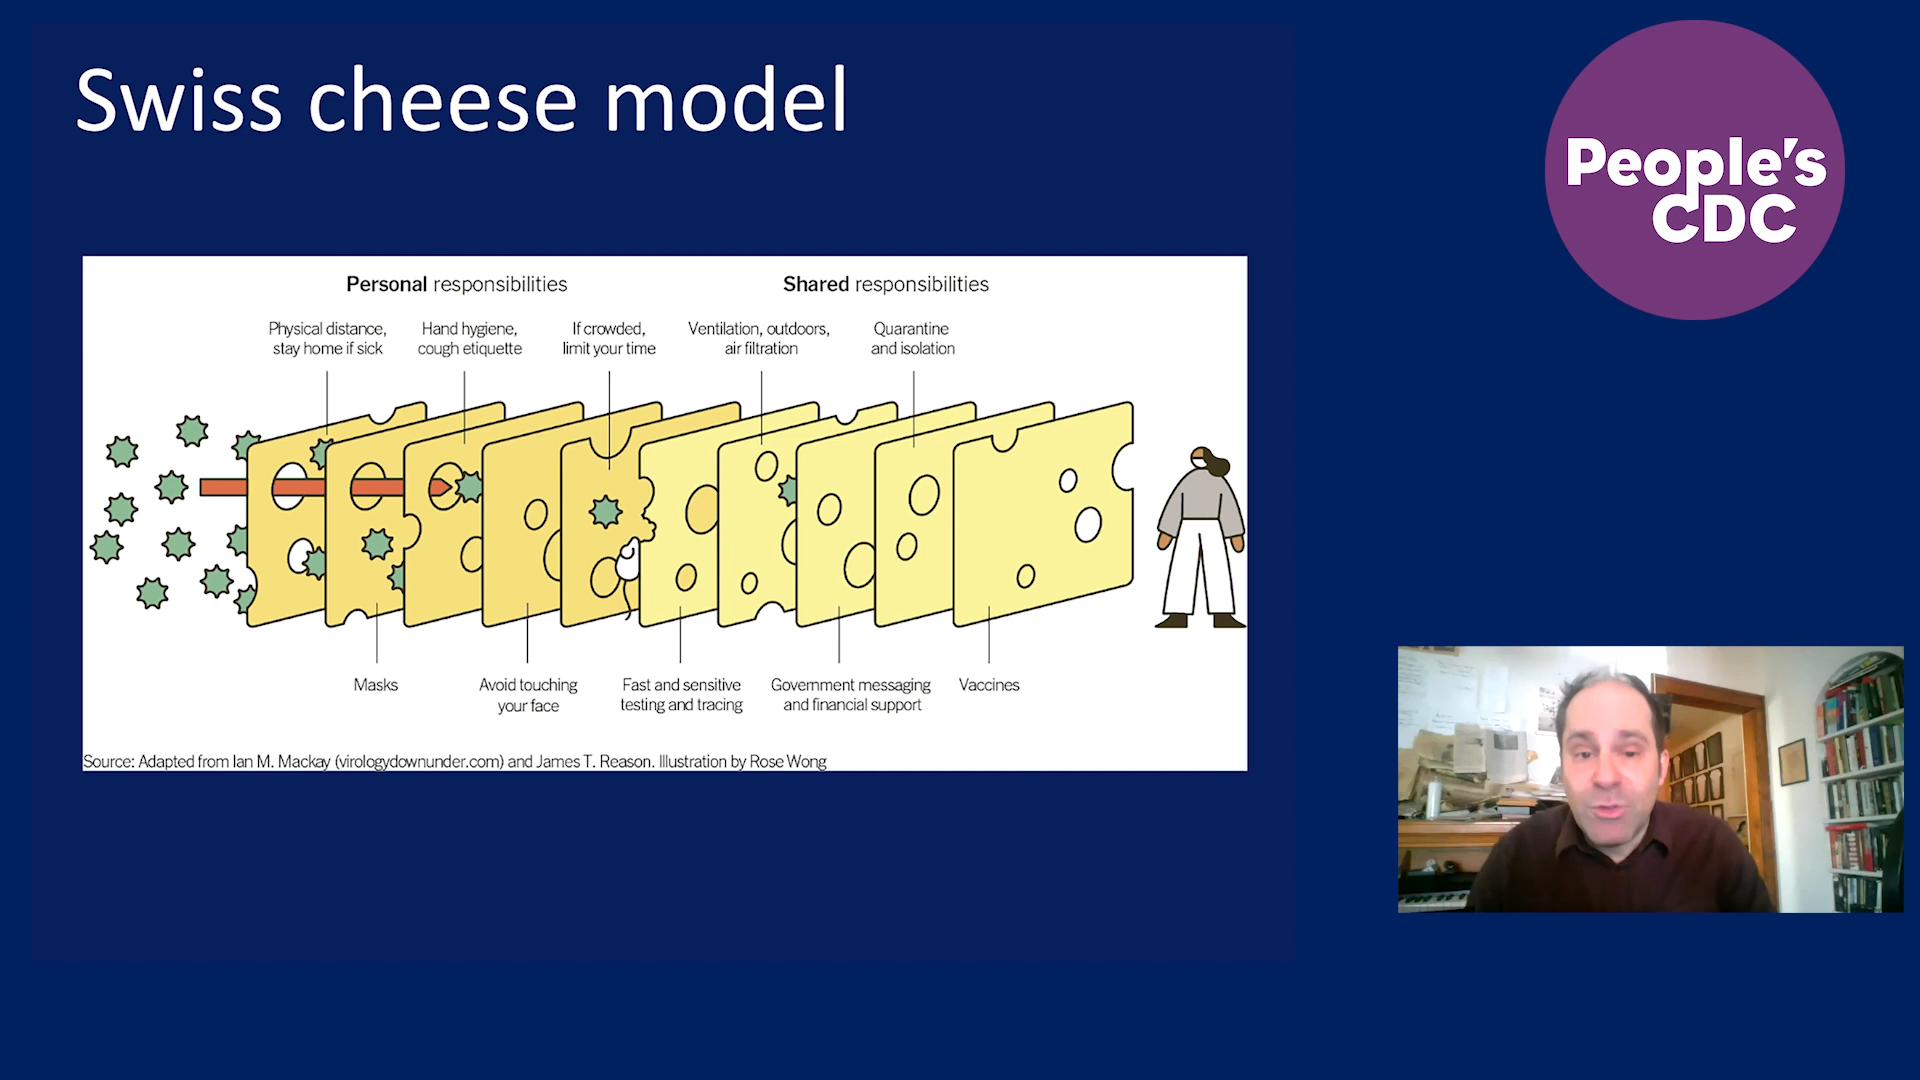 Swiss cheese model
People's
CDC
Personal responsibilities
Shared responsibilities
Physical distance,
stay home if sick
Hand hygiene,
cough etiquette
If crowded,
limit your time
Ventilation, outdoors,
air filtration
Quarantine
and isolation
Masks
Avoid touching
your face
Fast and sensitive
testing and tracing
Government messaging
and financial support
Vaccines
Source: Adapted from Ian M. Mackay (virologydownunder.com) and James T. Reason. Illustration by Rose Wong